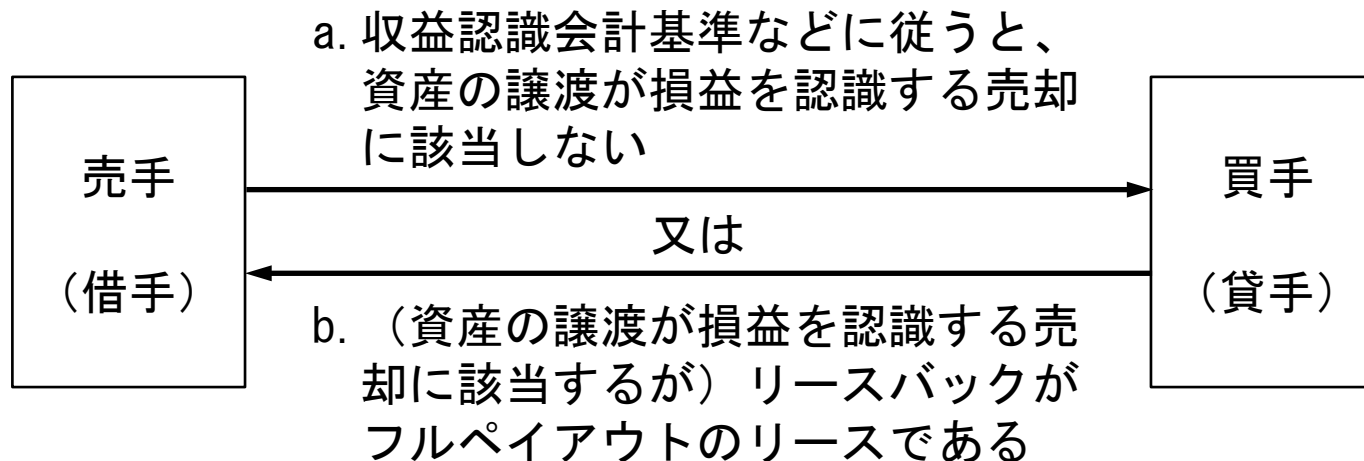 a. 収益認識会計基準などに従うと、
資産の譲渡が損益を認識する売却
に該当しない
売手
(借手)
又は
買手
(貸手)
b. (資産の譲渡が損益を認識する売
却に該当するが)リースバックが
フルペイアウトのリースである